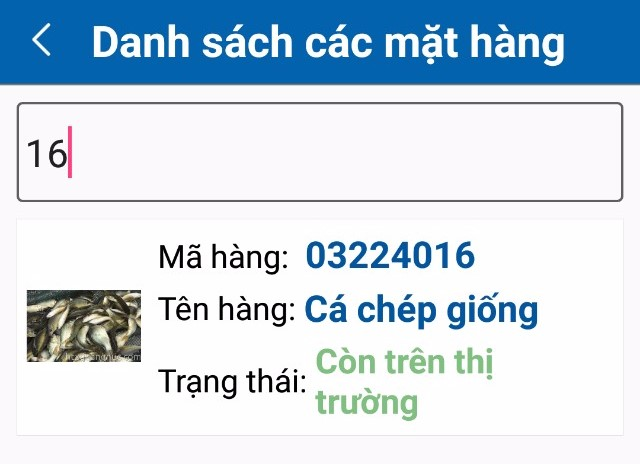 Danh sách các mặt hàng
16
Mã hàng: 03224016
Tên hàng: Cá chép giống
Trạng thái: Còn trên thị
trường